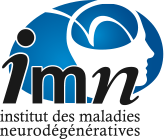 imn
institut des maladies
neurodégénératives